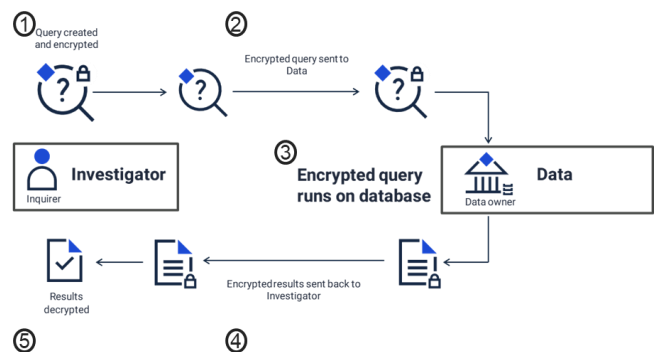 1
Query created
and encrypted
2
Encrypted query sent to
Data
?
?
?
Investigator
Inquirer
3
Encrypted query
runs on database
Data
Data owner
Encrypted results sent back to
Investigator
Results
decrypted
5
4